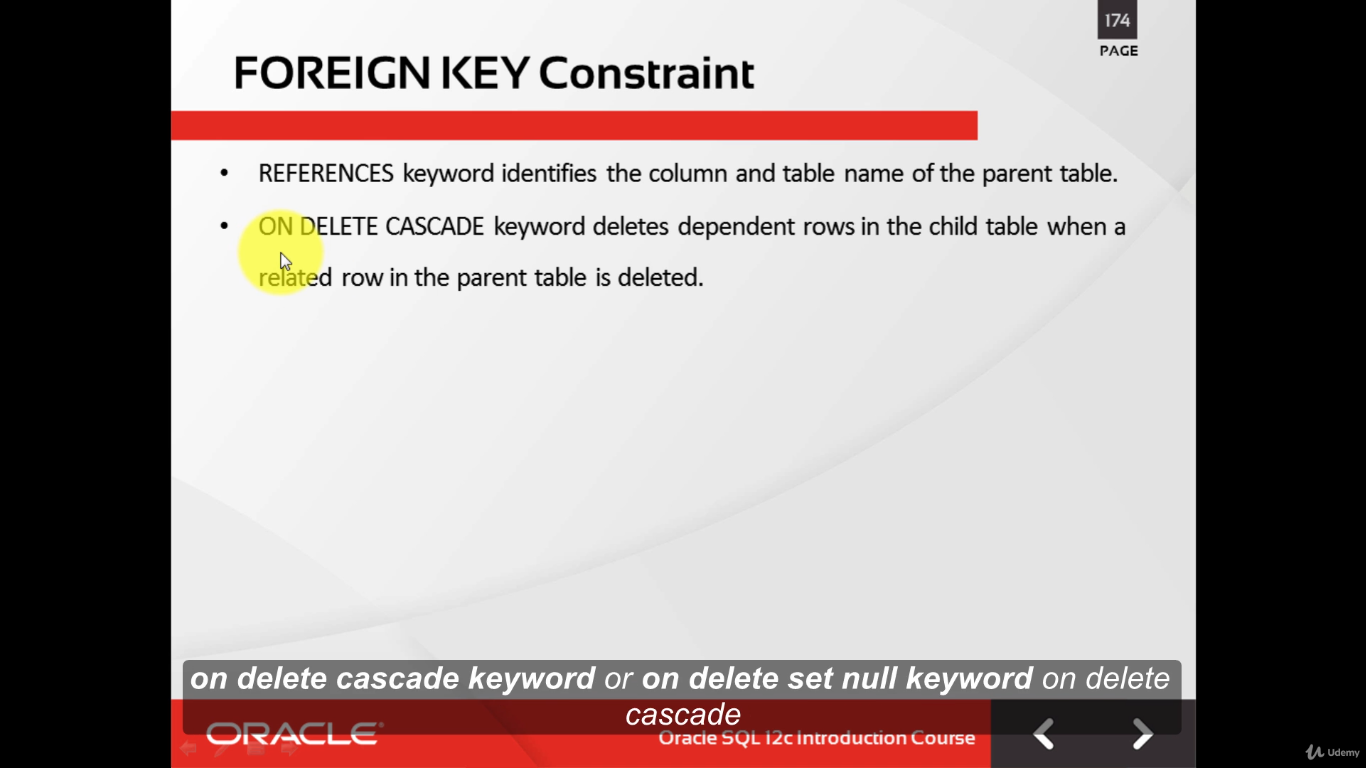 174
PAGE
FOREIGN KEY Constraint
• REFERENCES keyword identifies the column and table name of the parent table.
• ON DELETE CASCADE keyword deletes dependent rows in the child table when a
related row in the parent table is deleted.
on delete cascade keyword or on delete set null keyword on delete
cascade
ORACLE®
Oracle SQL 12c Introduction Course
Udemy